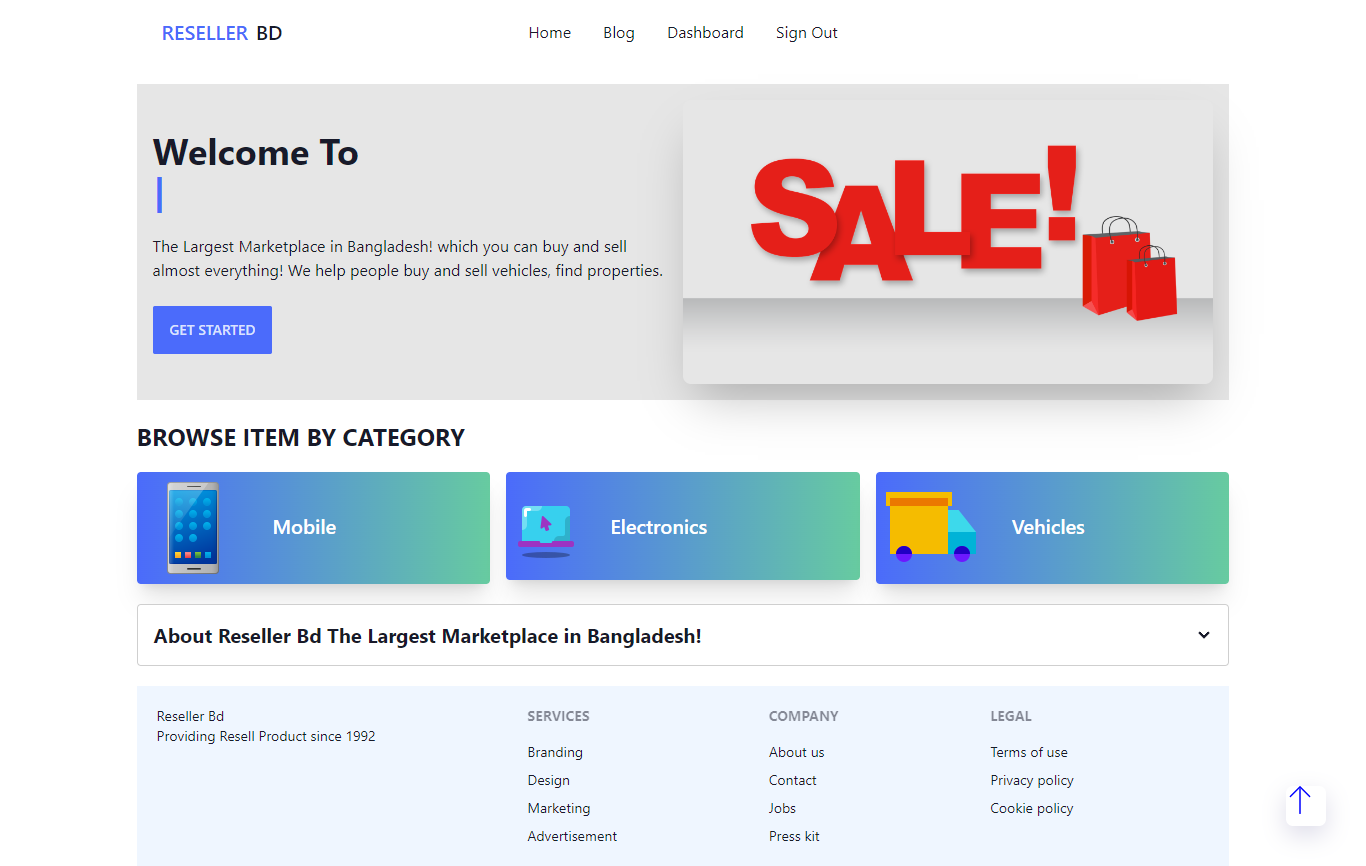 RESELLER BD
Home Blog Dashboard Sign Out
Welcome To
The Largest Marketplace in Bangladesh! which you can buy and sell
almost everything! We help people buy and sell vehicles, find properties.
GET STARTED
SALE!
BROWSE ITEM BY CATEGORY
Mobile
Electronics
Vehicles
About Reseller Bd The Largest Marketplace in Bangladesh!
Reseller Bd
Providing Resell Product since 1992
SERVICES
Branding
Design
Marketing
Advertisement
COMPANY
About us
Contact
Jobs
Press kit
LEGAL
Terms of use
Privacy policy
Cookie policy